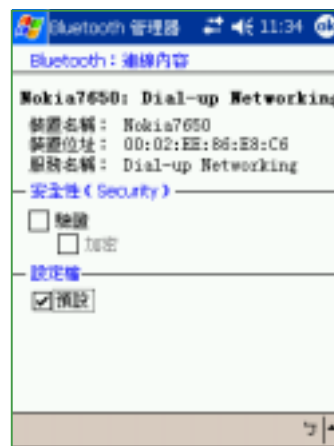 Bluetooth 管理器 11:34 ok
Bluetooth：連線內容
Nokia7650: Dial-up Networking
裝置名稱： Nokia7650
裝置位址： 00:02:EE:86:E8:C6
服務名稱： Dial-up Networking
安全性 ( Security )
驗證
加密
設定檔
預設